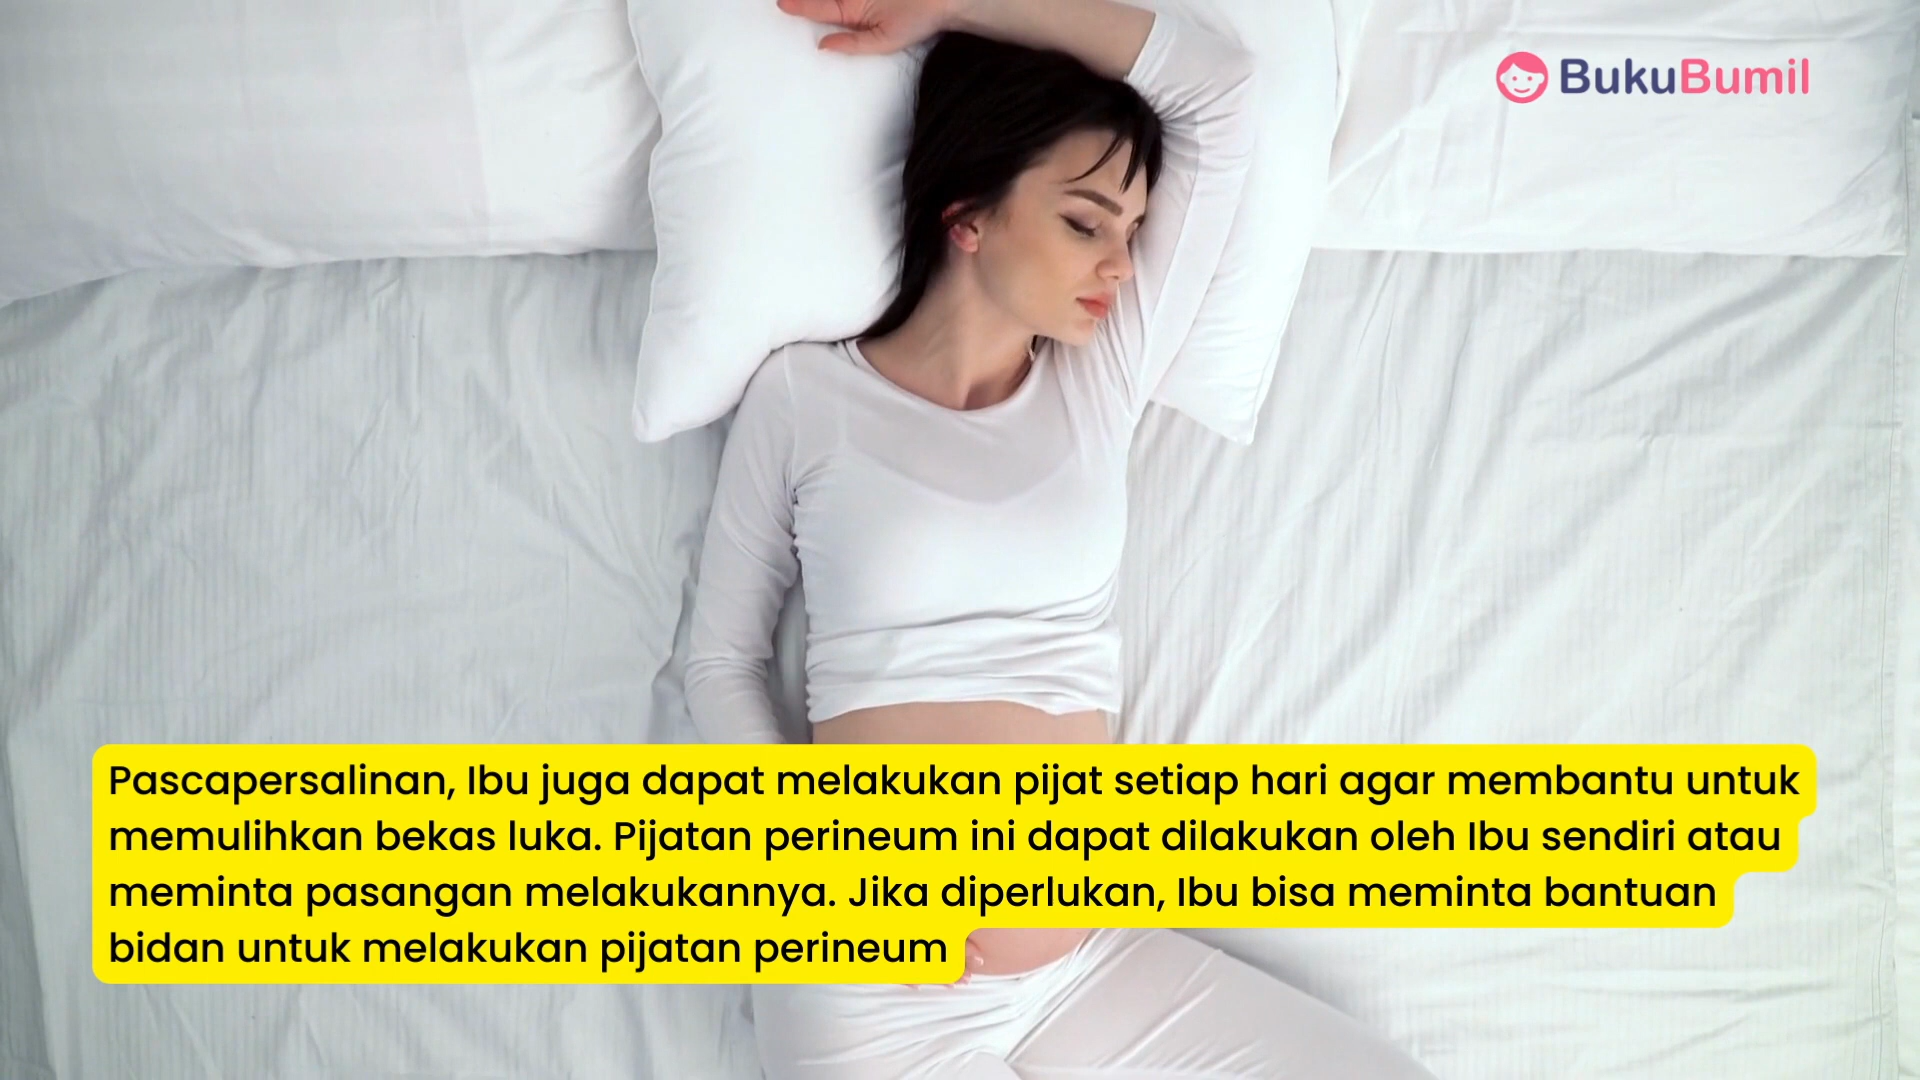 BukuBumil
Pascapersalinan, Ibu juga dapat melakukan pijat setiap hari agar membantu untuk
memulihkan bekas luka. Pijatan perineum ini dapat dilakukan oleh Ibu sendiri atau
meminta pasangan melakukannya. Jika diperlukan, Ibu bisa meminta bantuan
bidan untuk melakukan pijatan perineum